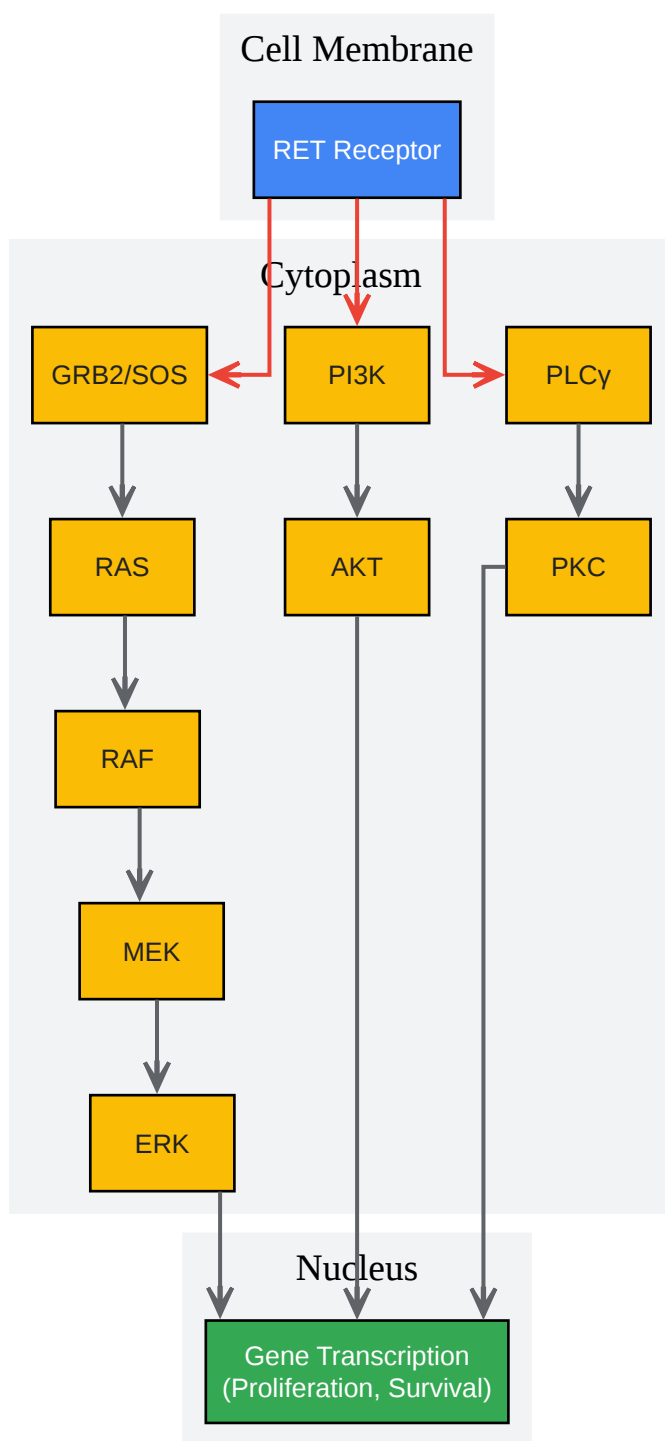 Cell Membrane
RET Receptor
Cytoplasm
GRB2/SOS
PI3K
PLCγ
RAS
AKT
PKC
RAF
MEK
ERK
Nucleus
Gene Transcription
(Proliferation, Survival)